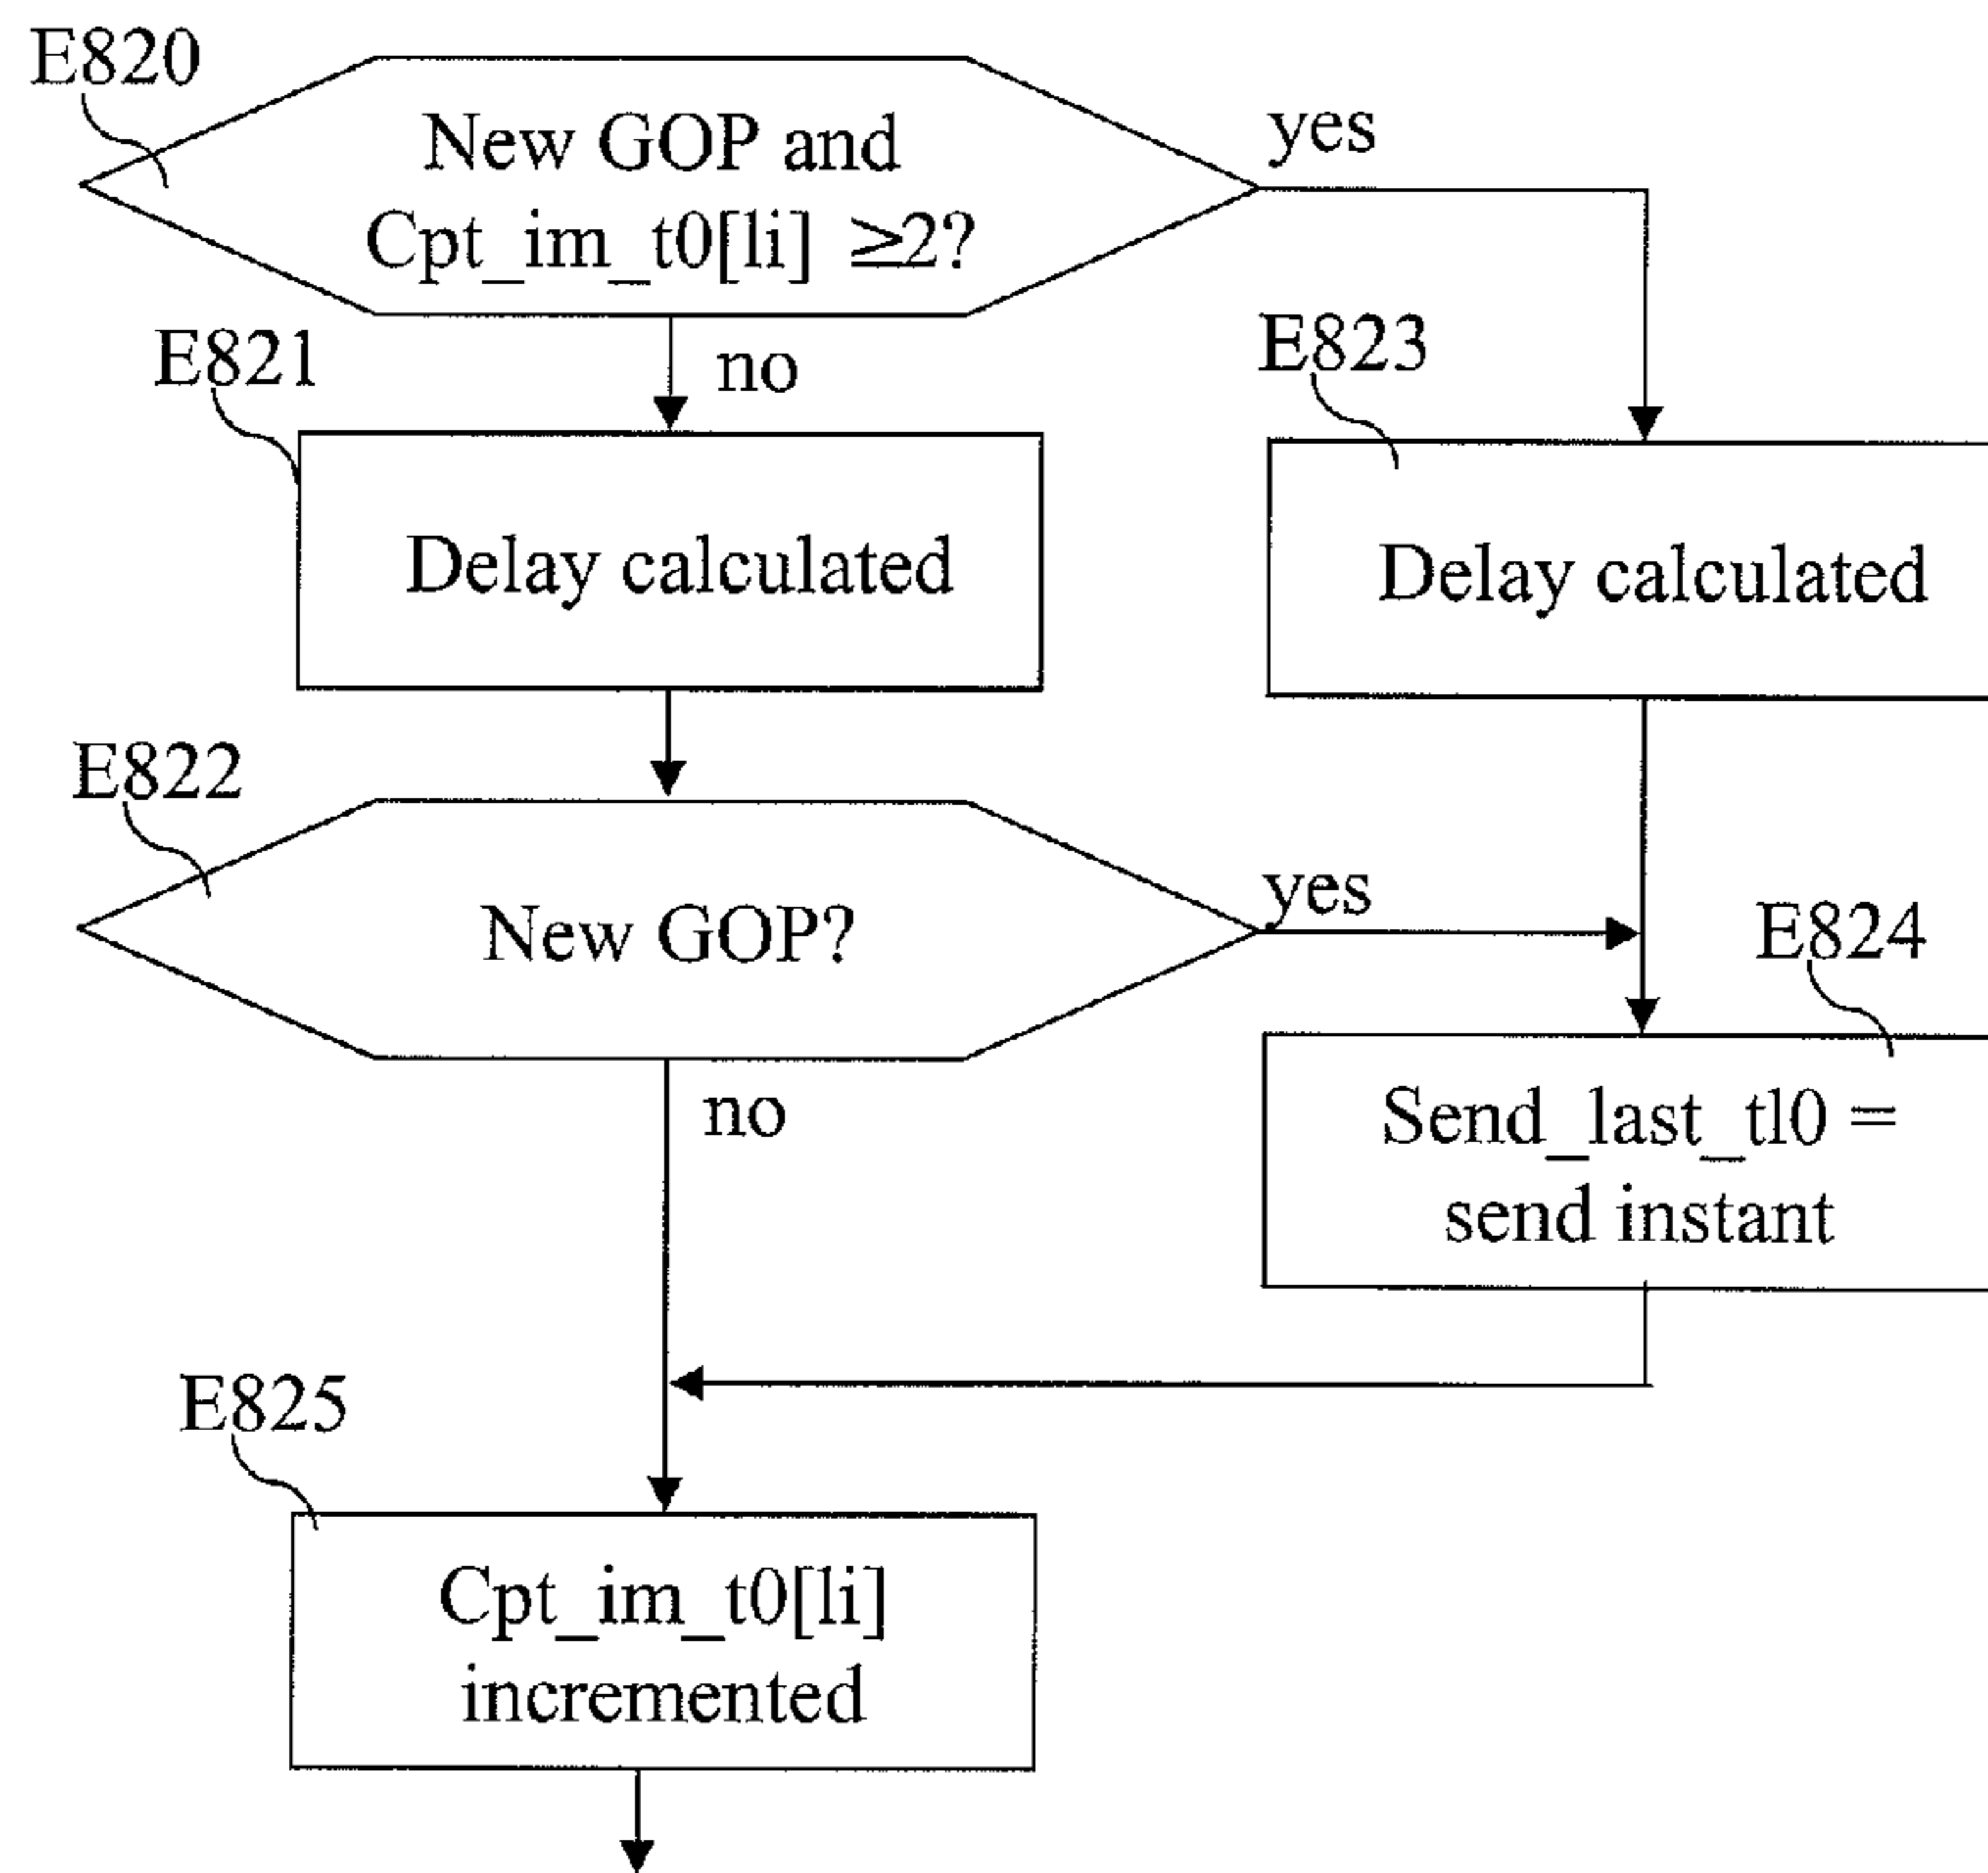 E820
New GOP and
Cpt_im_t0[li] ≥2?
yes
E821
no
E823
Delay calculated
Delay calculated
E822
New GOP?
yes
E824
no
Send_last_tl0 =
send instant
E825
Cpt_im_t0[li]
incremented